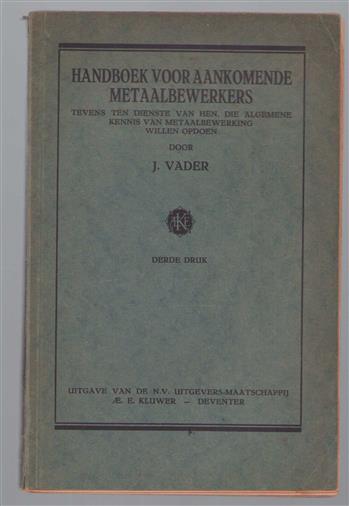 HANDBOEK VOOR AANKOMENDE
METAALBEWERKERS
TEVENS TEN DIENSTE VAN HEN, DIE ALGEMENE
KENNIS VAN METAALBEWERKING
WILLEN OPDOEN
DOOR
J. VADER
ÆKE
DERDE DRUK
UITGAVE VAN DE N.V. UITGEVERS-MAATSCHAPPIJ
Æ. E. KLUWER — DEVENTER